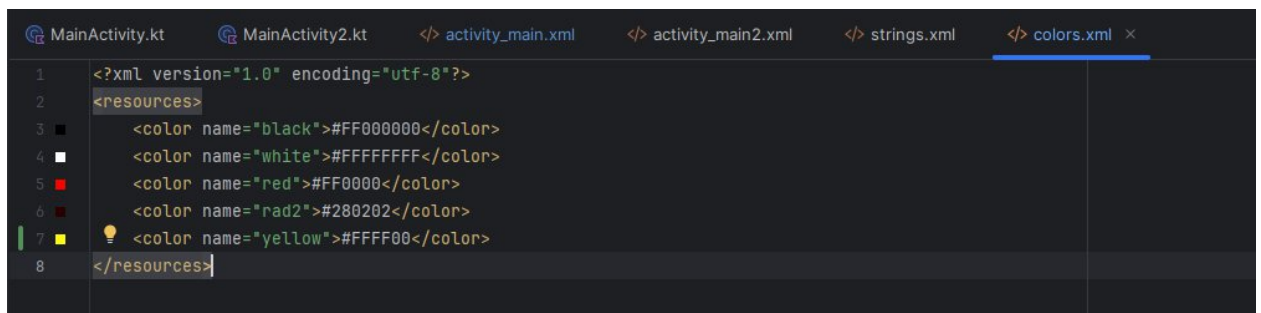 MainActivity.kt MainActivity2.kt </> activity_main.xml </> activity_main2.xml </> strings.xml </> colors.xml ×
1 <?xml version="1.0" encoding="utf-8"?>
2 <resources>
3 <color name="black">#FF000000</color>
4 <color name="white">#FFFFFFFF</color>
5 <color name="red">#FF0000</color>
6 <color name="rad2">#280202</color>
7 <color name="yellow">#FFFF00</color>
8 </resources>